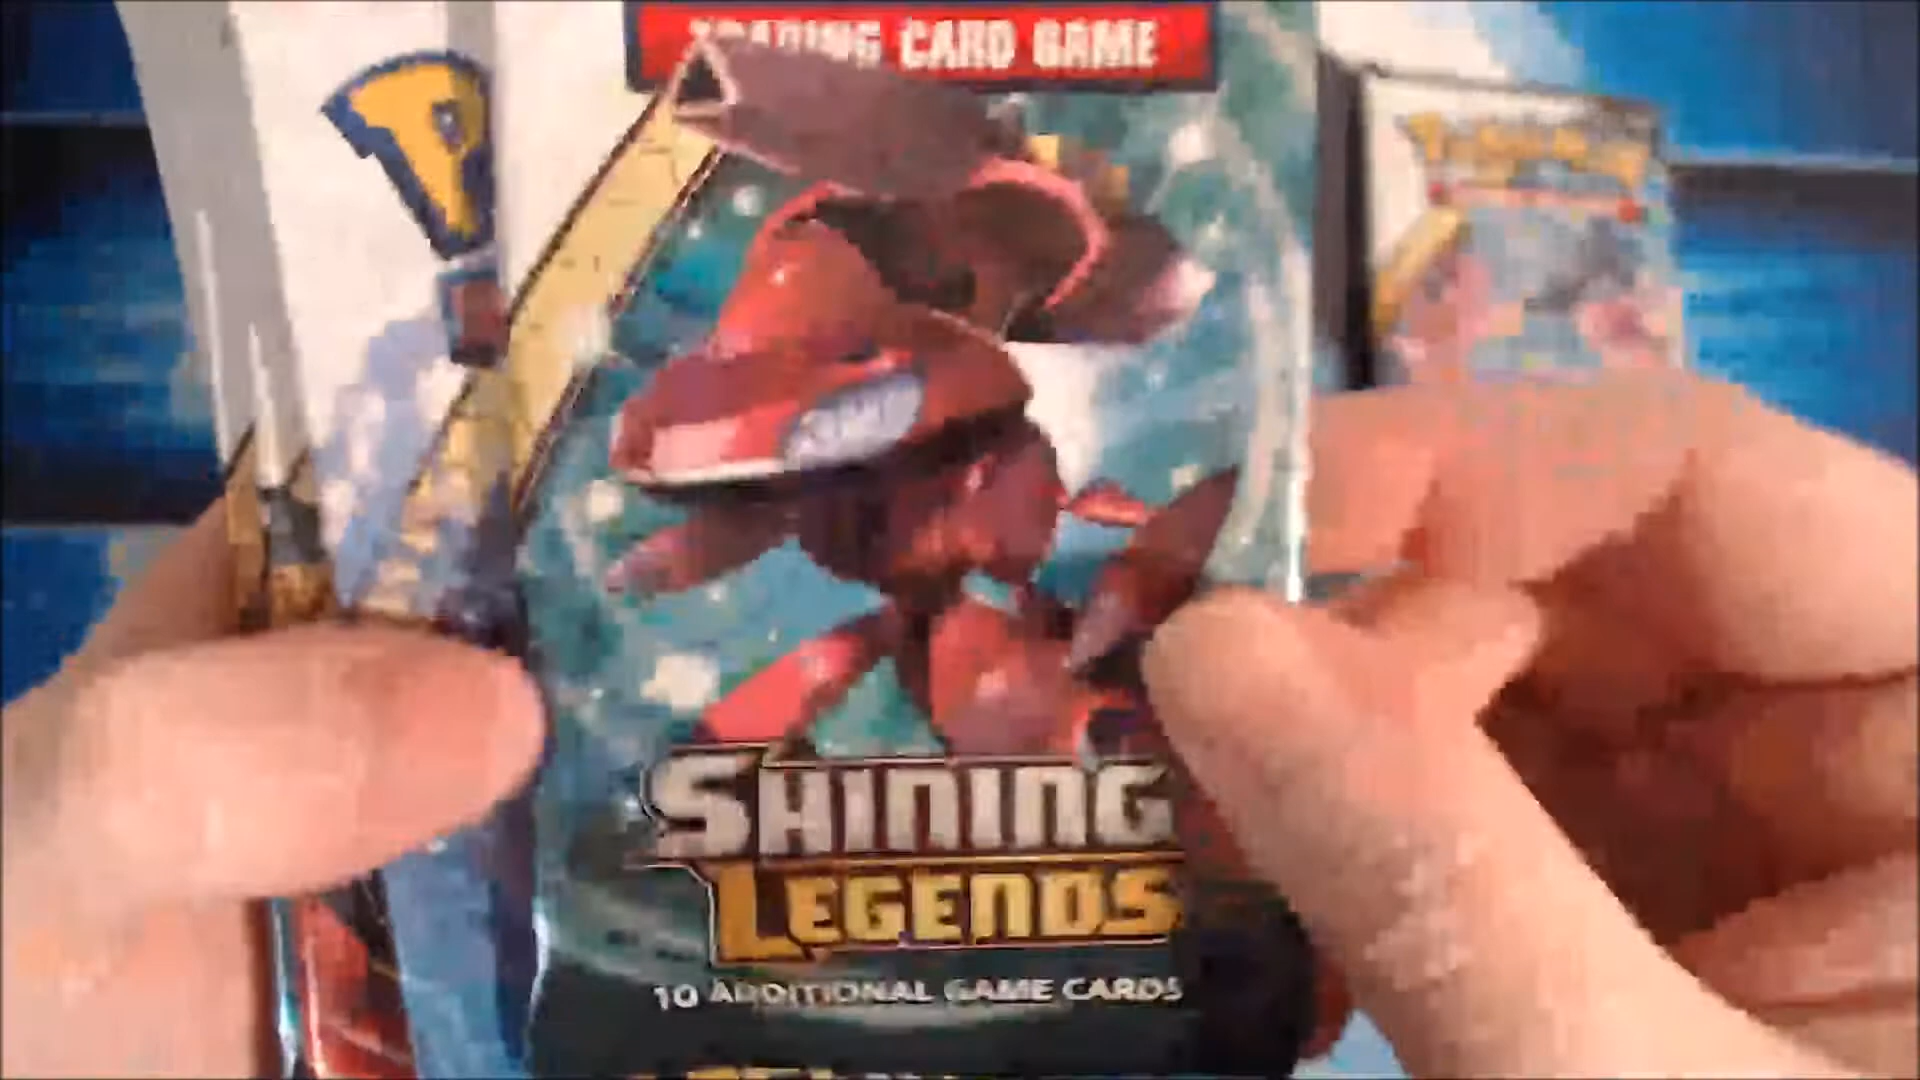 TRADING CARD GAME
P
SHINING
LEGENDS
10 ADDITIONAL GAME CARDS